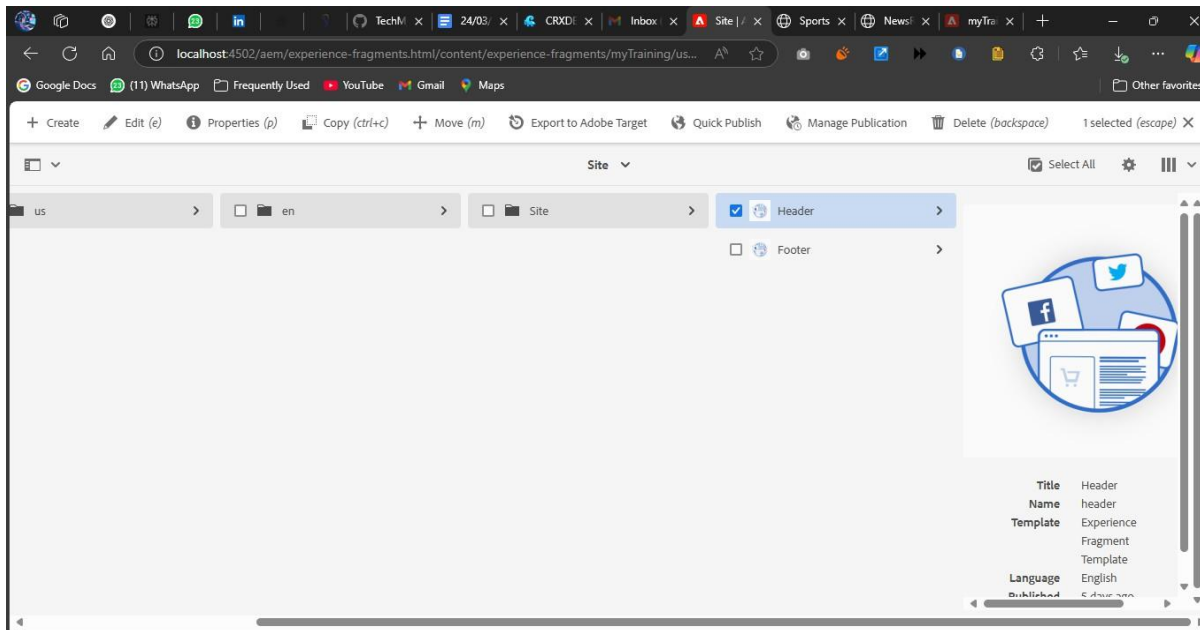 TechM
24/03/
CRXDE
Inbox
Site | A
Sports
NewsF
myTrai
localhost:4502/aem/experience-fragments.html/content/experience-fragments/myTraining/us...
Google Docs
(11) WhatsApp
Frequently Used
YouTube
Gmail
Maps
Other favorites
Create
Edit (e)
Properties (p)
Copy (ctrl+c)
Move (m)
Export to Adobe Target
Quick Publish
Manage Publication
Delete (backspace)
1 selected (escape)
Site
Select All
us
en
Site
Header
Footer
Title Header
Name header
Template Experience
Fragment
Template
Language English
Published 5 days ago